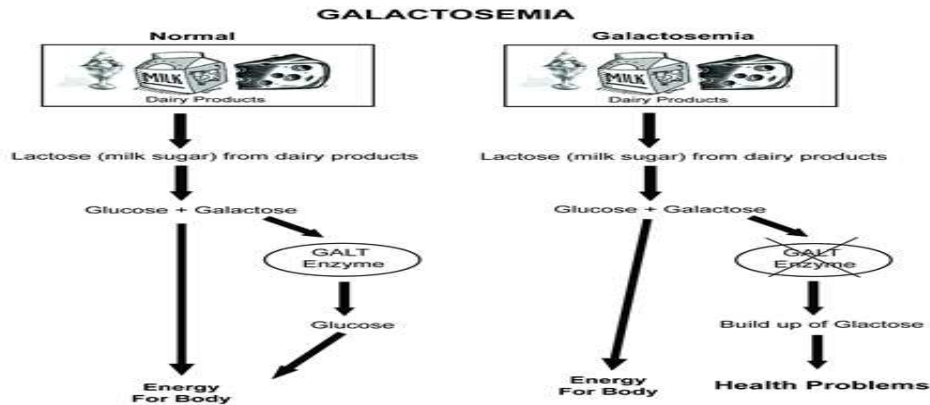 GALACTOSEMIA
Normal
MILK
Dairy Products
Lactose (milk sugar) from dairy products
Glucose + Galactose
GALT
Enzyme
Glucose
Energy
For Body
Galactosemia
MILK
Dairy Products
Lactose (milk sugar) from dairy products
Glucose + Galactose
GALT
Enzyme
Build up of Glactose
Energy
For Body
Health Problems